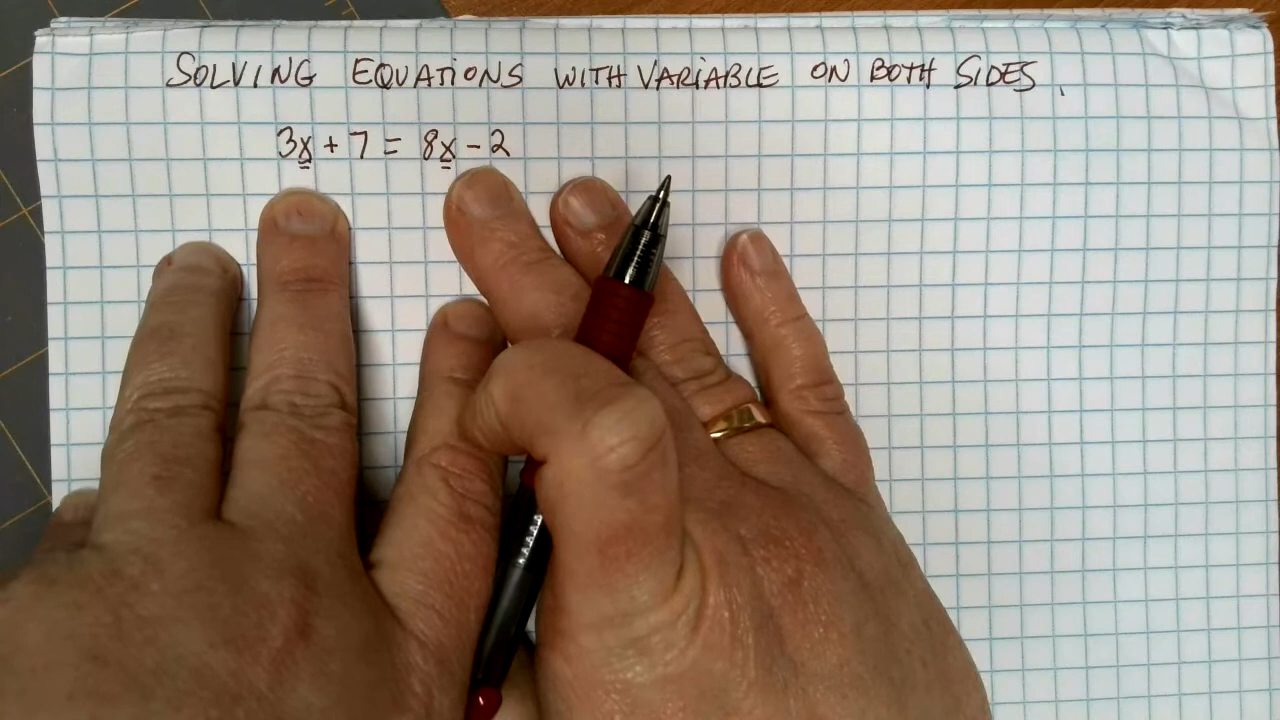 SOLVING EQUATIONS WITH VARIABLE ON BOTH SIDES.
3x + 7 = 8x - 2